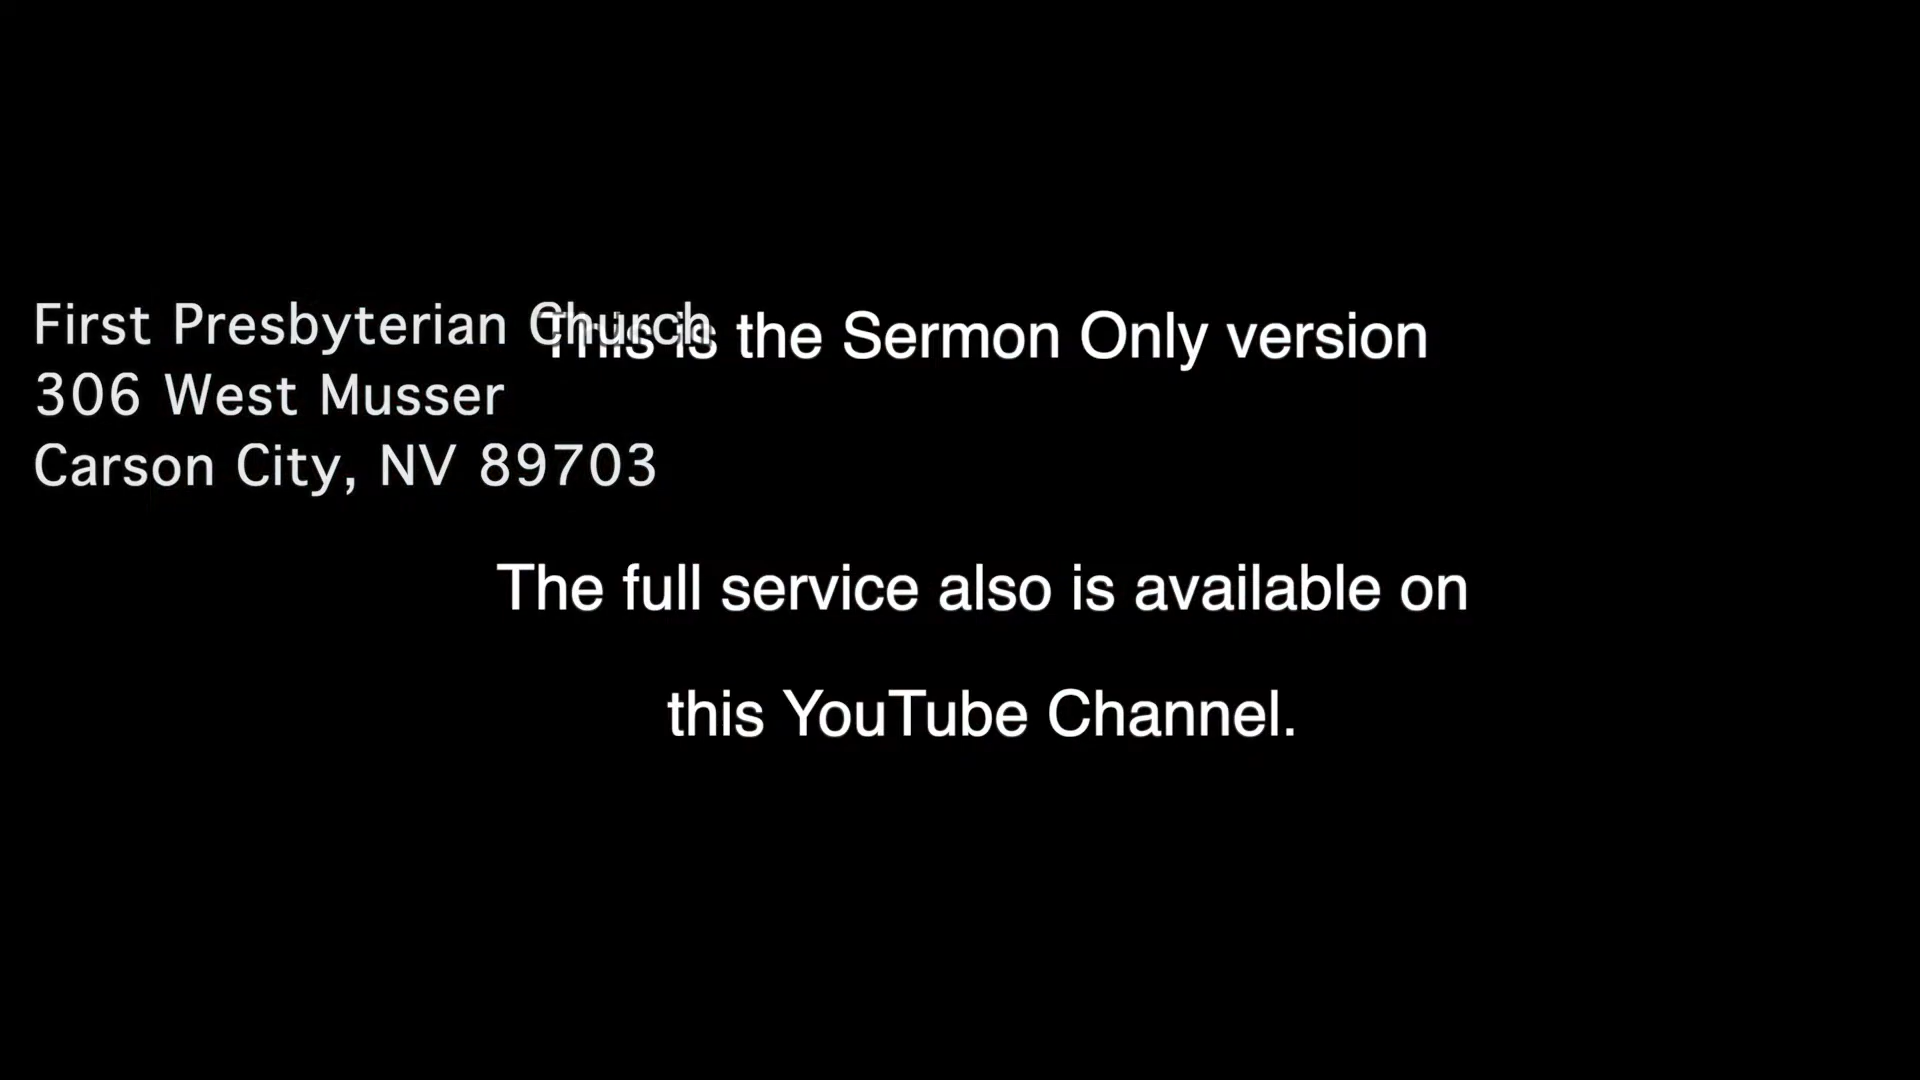 First Presbyterian Church
306 West Musser
Carson City, NV 89703
This is the Sermon Only version
The full service also is available on
this YouTube Channel.